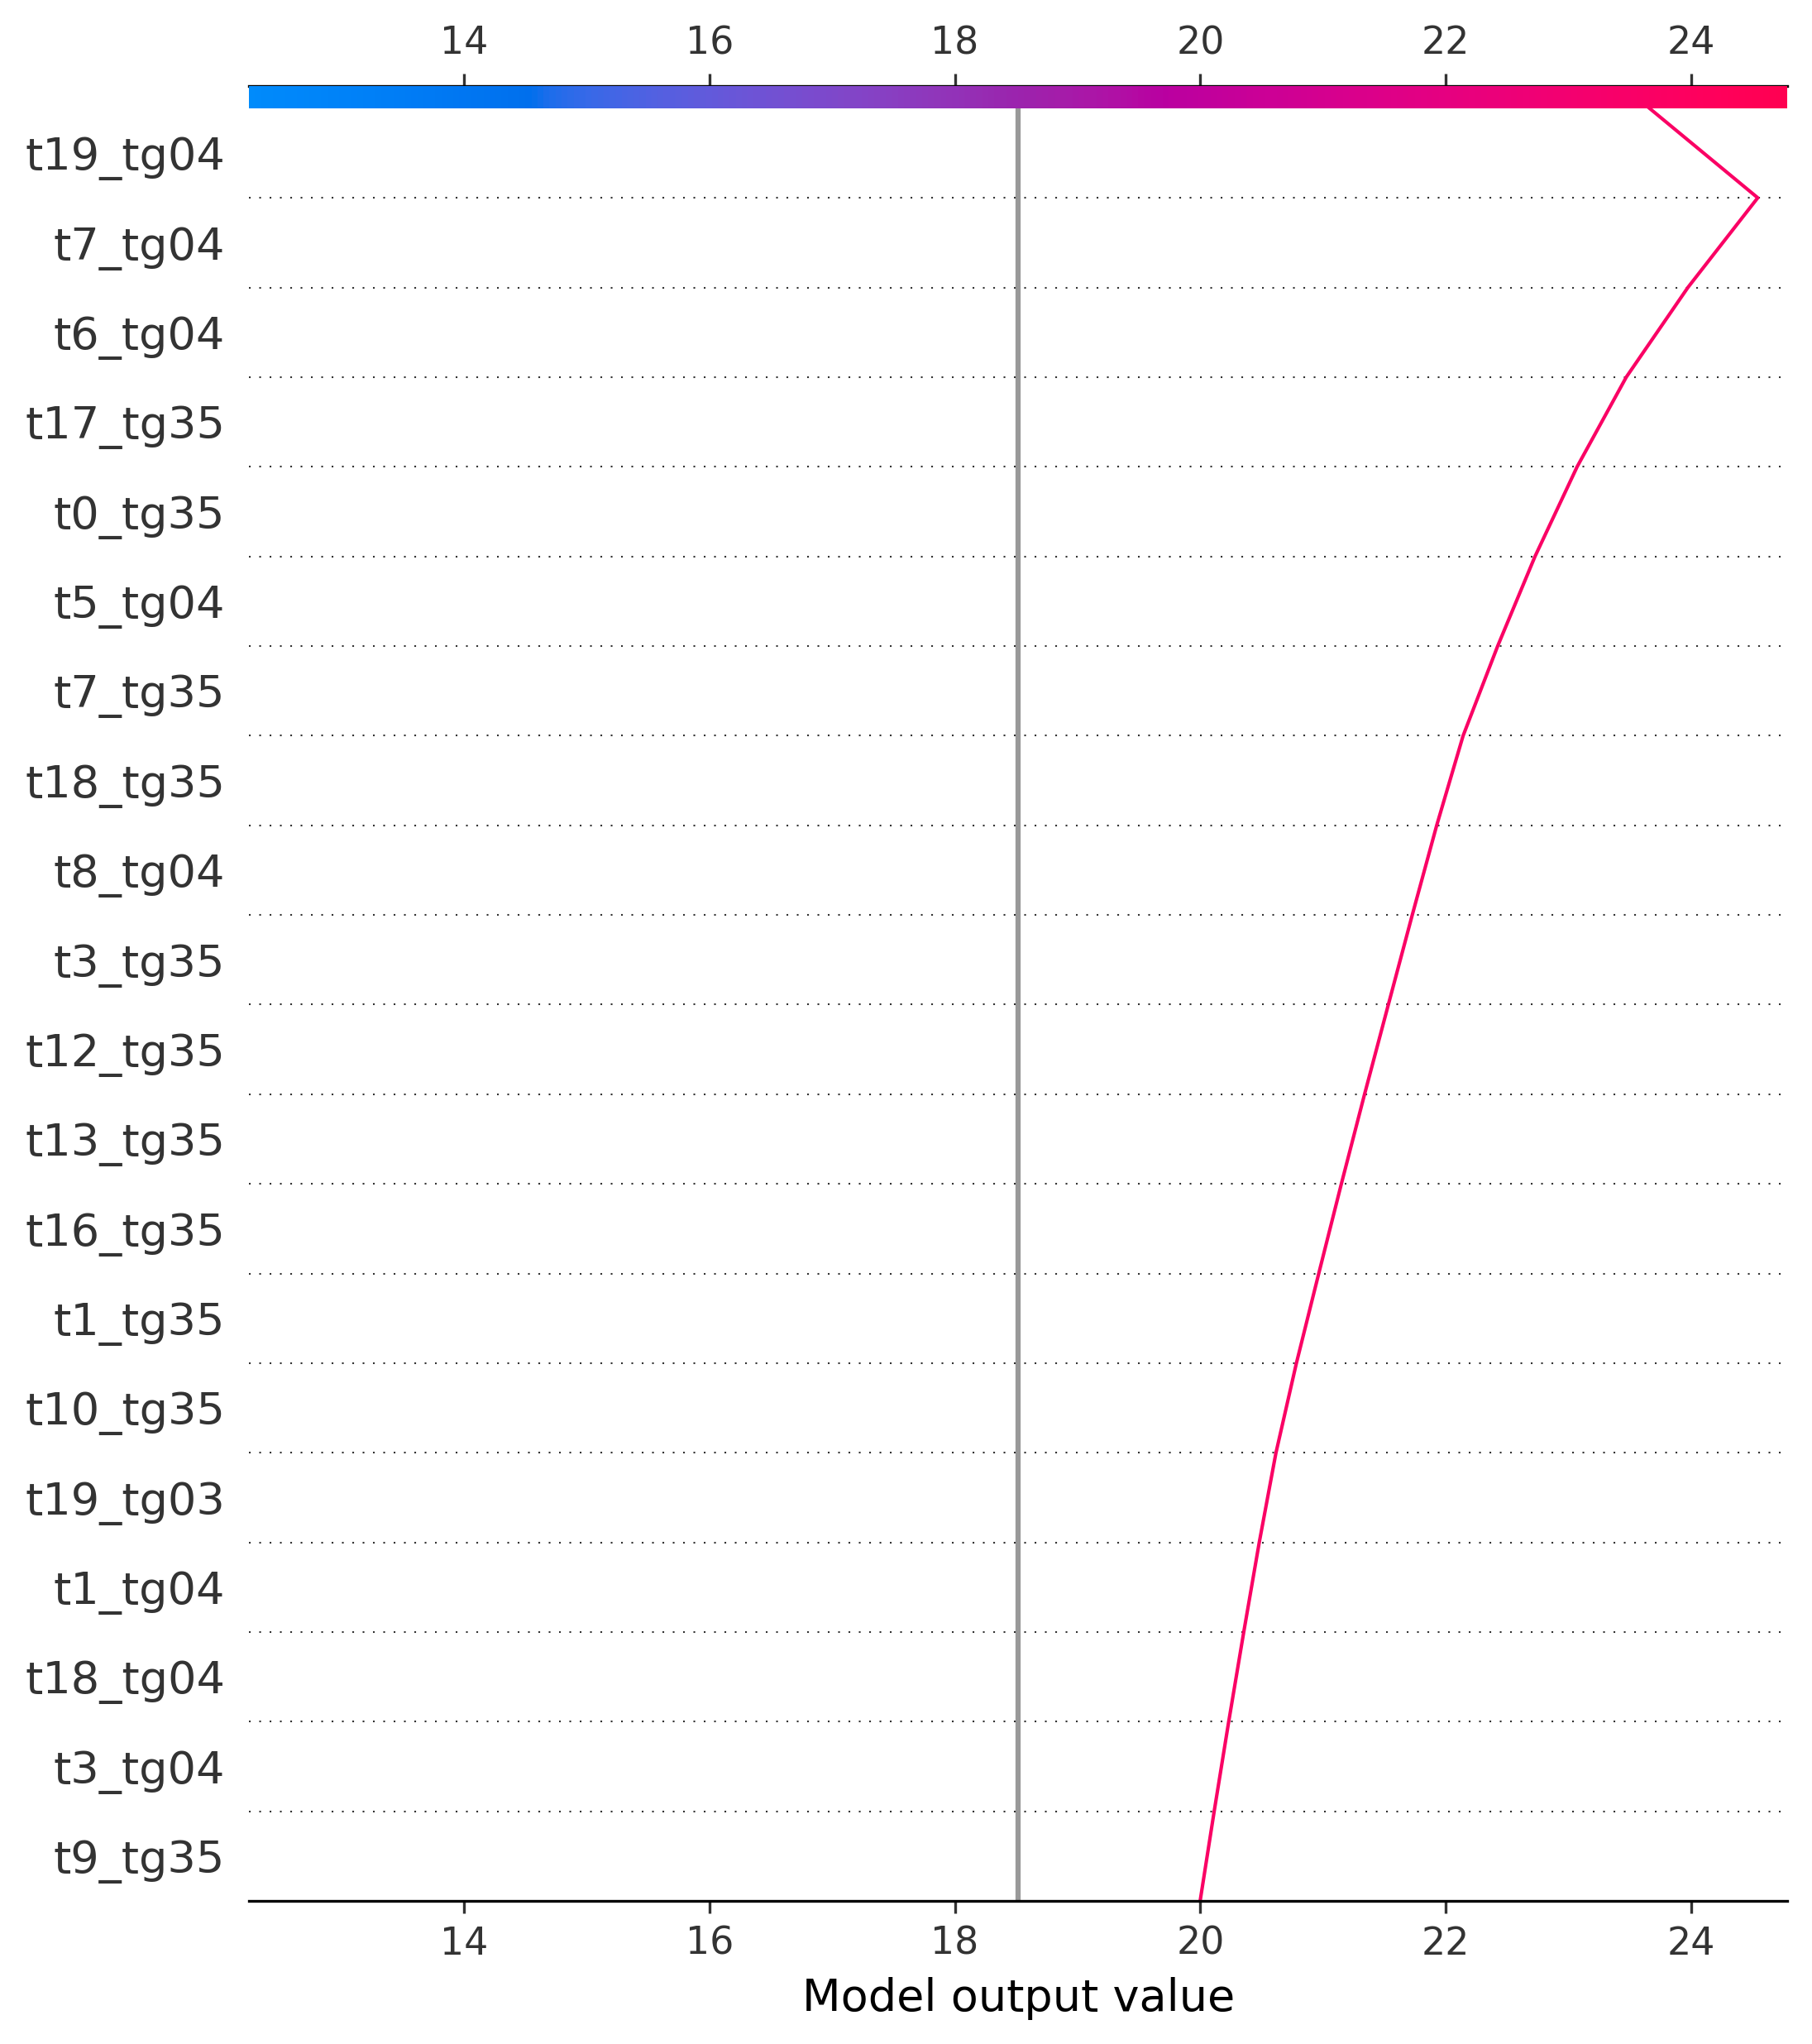 14 16 18 20 22 24
t19_tg04
t7_tg04
t6_tg04
t17_tg35
t0_tg35
t5_tg04
t7_tg35
t18_tg35
t8_tg04
t3_tg35
t12_tg35
t13_tg35
t16_tg35
t1_tg35
t10_tg35
t19_tg03
t1_tg04
t18_tg04
t3_tg04
t9_tg35
14 16 18 20 22 24
Model output value